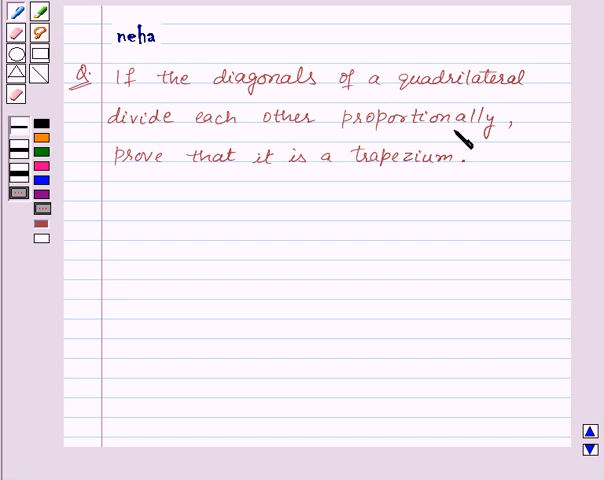 neha
Q. If the diagonals of a quadrilateral
divide each other proportionally,
prove that it is a trapezium.